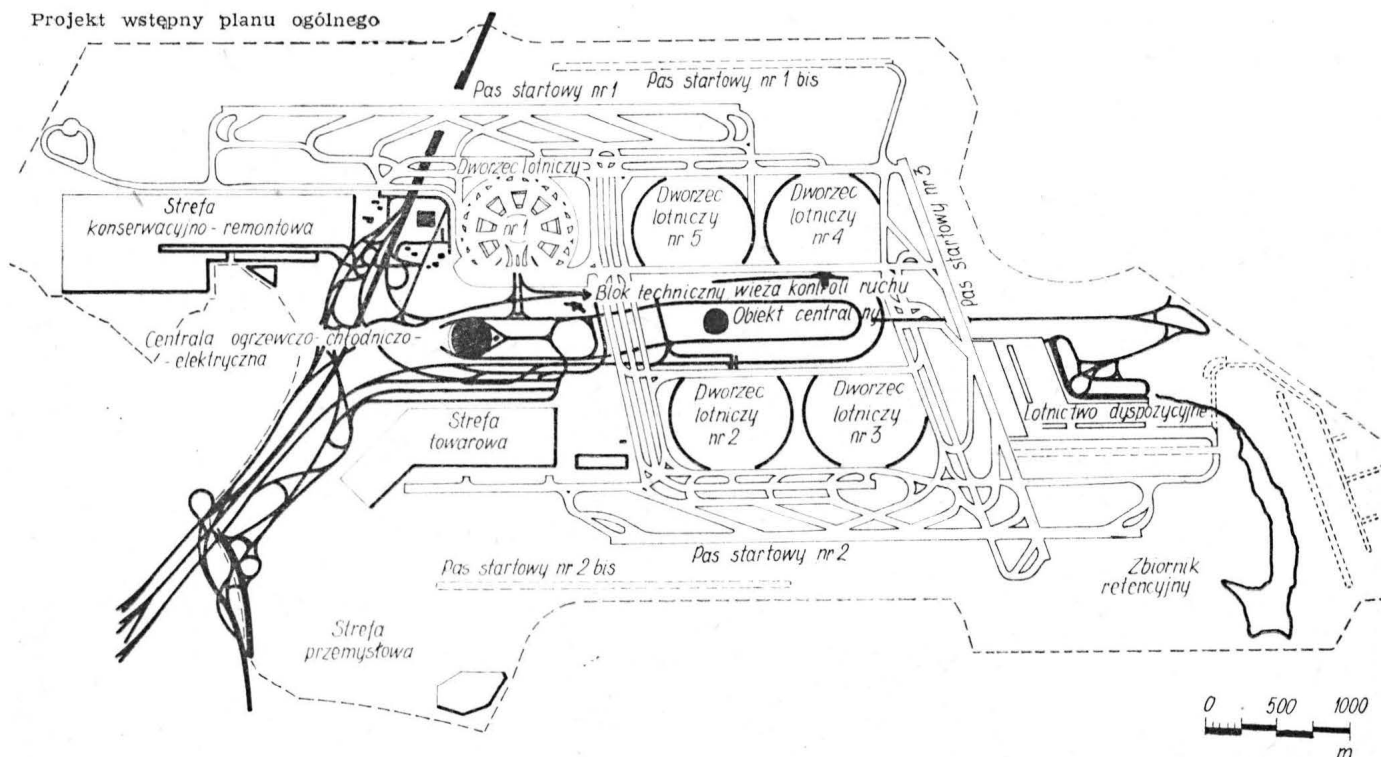 Projekt wstępny planu ogólnego
Pas startowy nr 1 bis
Pas startowy nr 1
Dworzec lotniczy
nr 1
Strefa
konserwacyjno-remontowa
Dworzec
lotniczy
nr 5
Dworzec
lotniczy
nr 4
Pas startowy nr 3
Blok techniczny wieża kontroli ruchu
Obiekt centralny
Centrala ogrzewczo-chłodniczo-
-elektryczna
Dworzec
lotniczy
nr 2
Dworzec
lotniczy
nr 3
Lotnictwo dyspozycyjne
Strefa
towarowa
Pas startowy nr 2
Pas startowy nr 2 bis
Zbiornik
retencyjny
Strefa
przemysłowa
0 500 1000
m